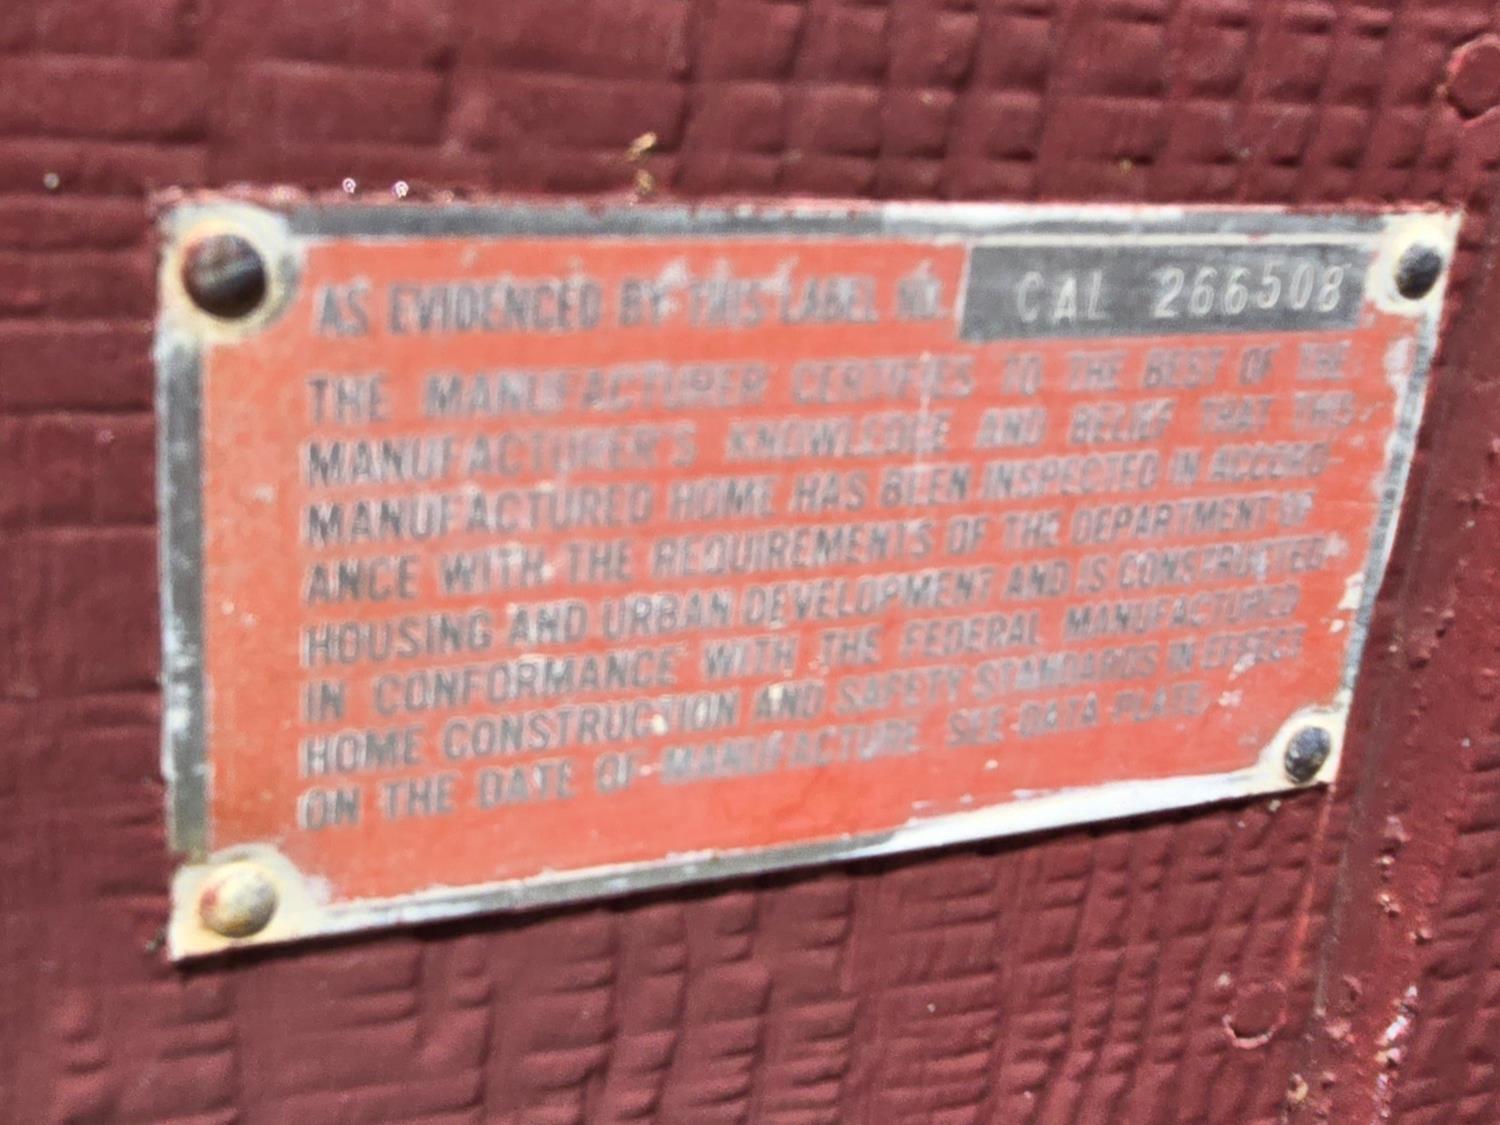 AS EVIDENCED BY THIS LABEL NO. CAL 266508
THE MANUFACTURER CERTIFIES TO THE BEST OF THE
MANUFACTURER'S KNOWLEDGE AND BELIEF THAT THIS
MANUFACTURED HOME HAS BEEN INSPECTED IN ACCORD-
ANCE WITH THE REQUIREMENTS OF THE DEPARTMENT OF
HOUSING AND URBAN DEVELOPMENT AND IS CONSTRUCTED
IN CONFORMANCE WITH THE FEDERAL MANUFACTURED
HOME CONSTRUCTION AND SAFETY STANDARDS IN EFFECT
ON THE DATE OF MANUFACTURE. SEE DATA PLATE.